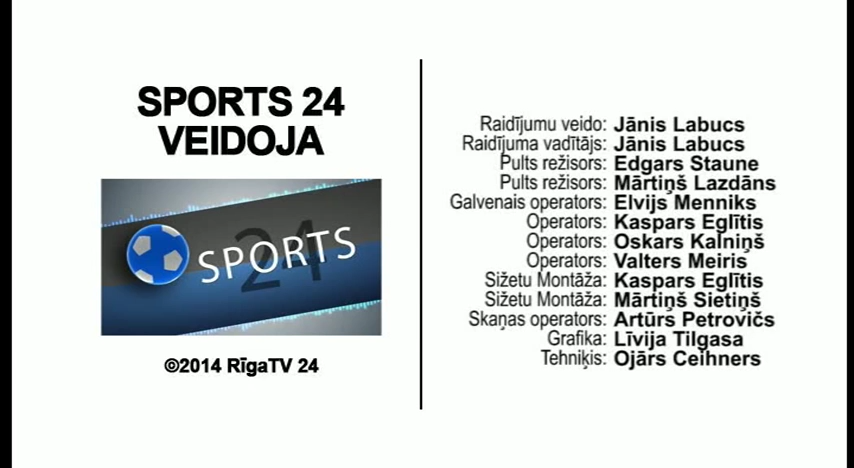 SPORTS 24
VEIDOJA
24
SPORTS
©2014 RīgaTV 24
Raidījumu veido: Jānis Labucs
Raidījuma vadītājs: Jānis Labucs
Pults režisors: Edgars Staune
Pults režisors: Mārtiņš Lazdāns
Galvenais operators: Elvijs Menniks
Operators: Kaspars Eglītis
Operators: Oskars Kalniņš
Operators: Valters Meiris
Sižetu Montāža: Kaspars Eglītis
Sižetu Montāža: Mārtiņš Sietiņš
Skaņas operators: Artūrs Petrovičs
Grafika: Līvija Tilgasa
Tehniķis: Ojārs Ceihners